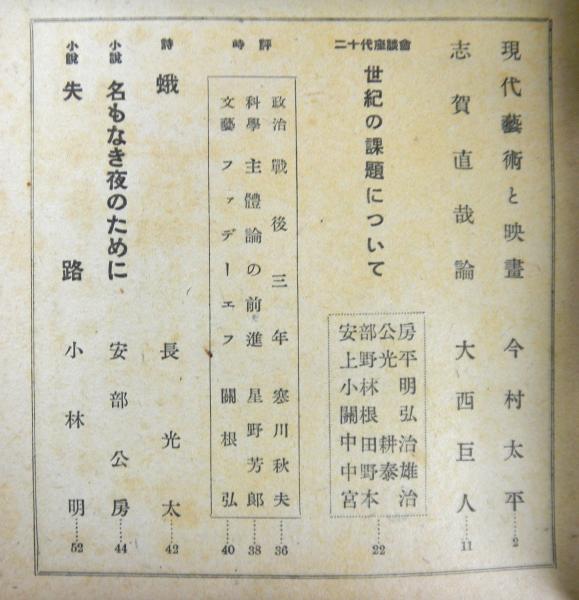 現代藝術と映畫 今村太平……2
志賀直哉論 大西巨人……11
二十代座談會
世紀の課題について
安部公房
上野光平
小林明
關根弘
中田耕治
中野泰雄
宮本治
……22
時評
政治 戰後三年 寒川秋夫……36
科學 主體論の前進 星野芳郎……38
文藝 ファデーエフ 關根弘……40
詩 蛾 長光太……42
小說 名もなき夜のために 安部公房……44
小說 失路 小林明……52